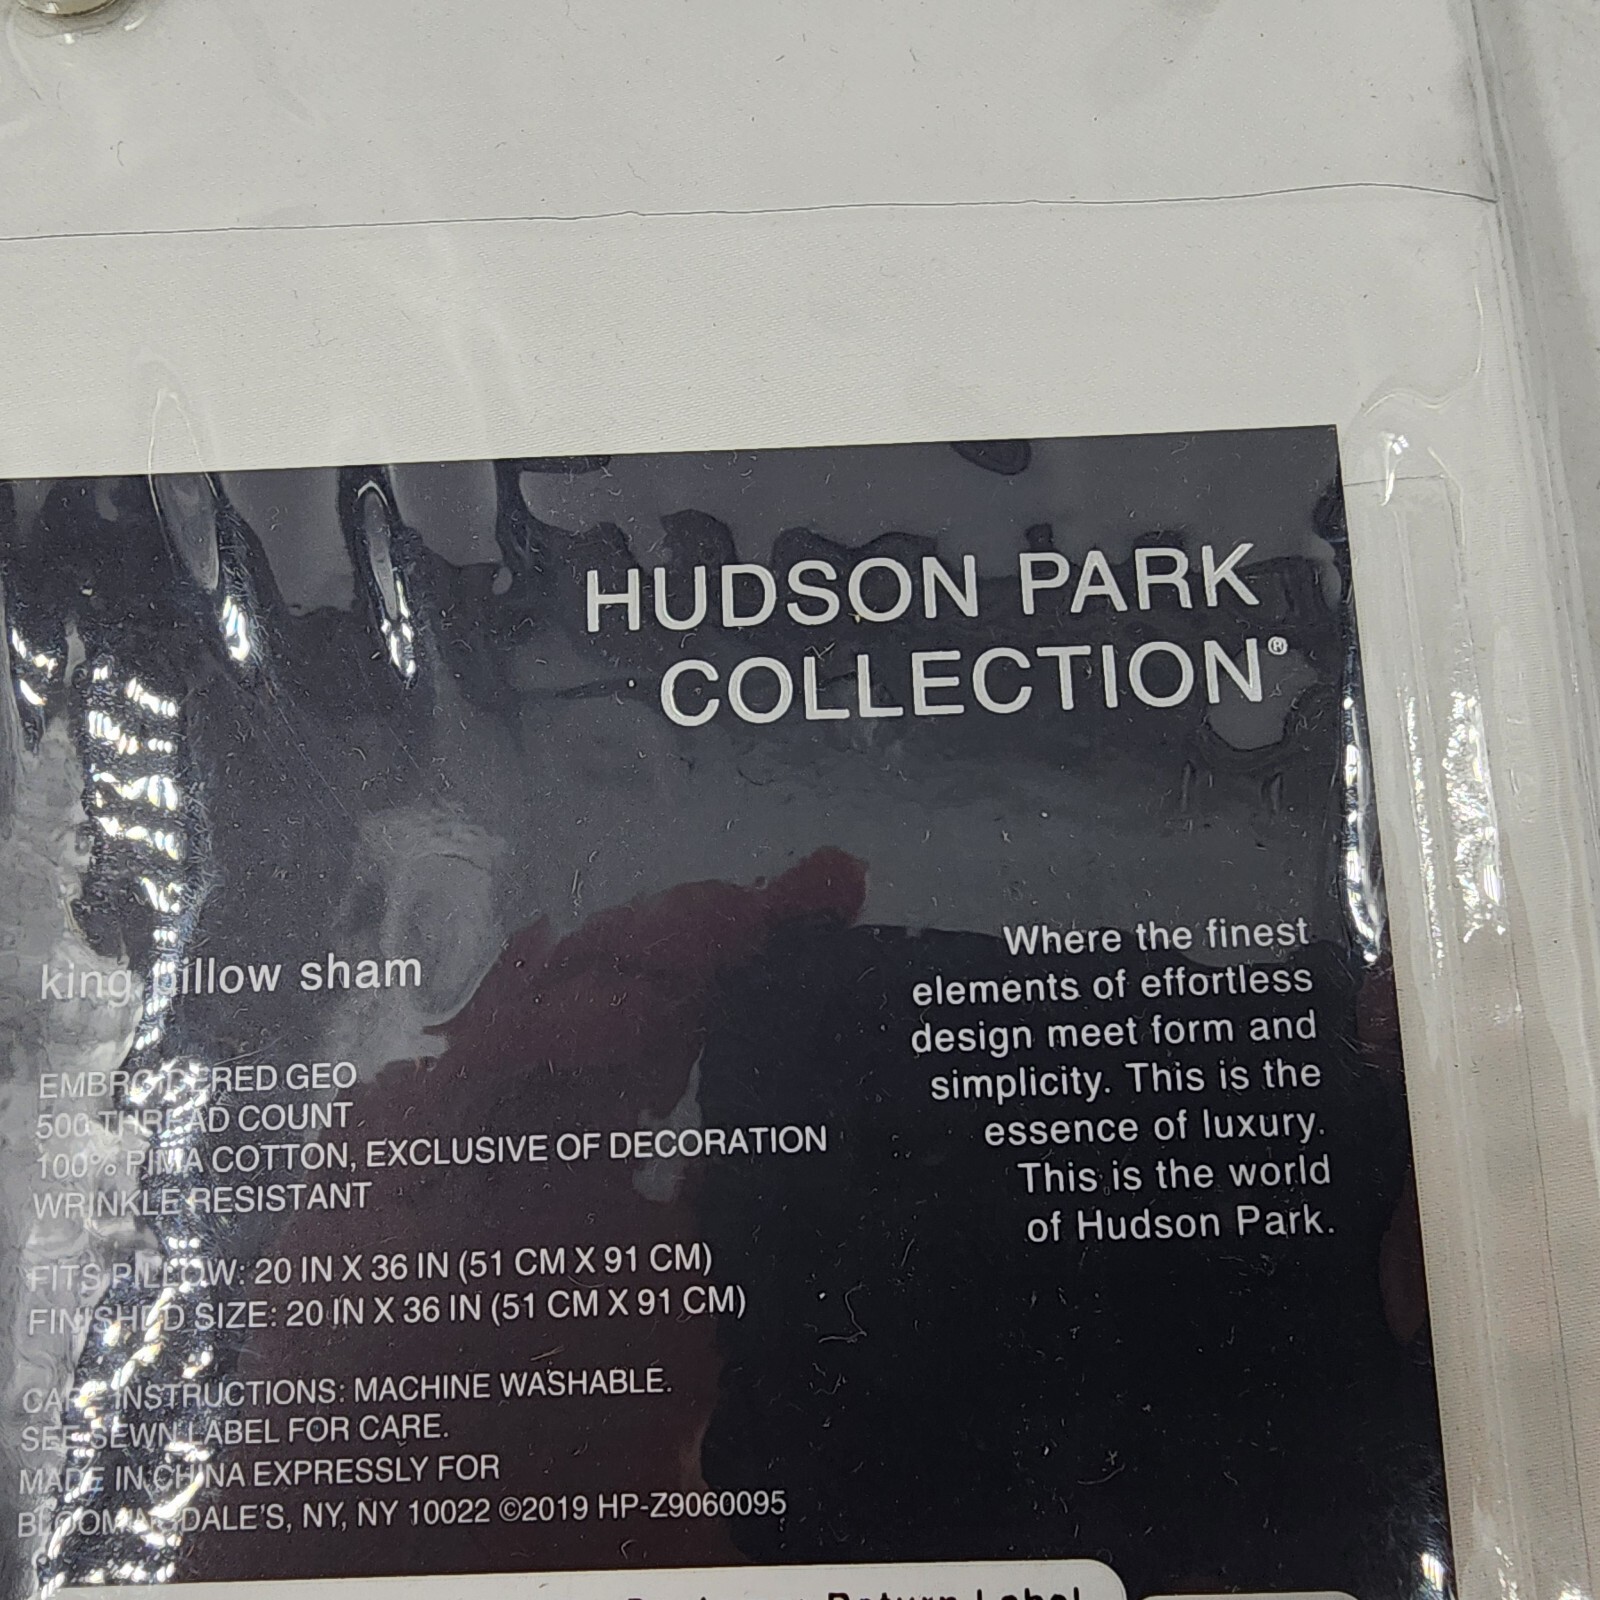 HUDSON PARK
COLLECTION®
king pillow sham
EMBROIDERED GEO
500 THREAD COUNT
100% PIMA COTTON, EXCLUSIVE OF DECORATION
WRINKLE RESISTANT
FITS PILLOW: 20 IN X 36 IN (51 CM X 91 CM)
FINISHED SIZE: 20 IN X 36 IN (51 CM X 91 CM)
CARE INSTRUCTIONS: MACHINE WASHABLE.
SEE SEWN LABEL FOR CARE.
MADE IN CHINA EXPRESSLY FOR
BLOOMINGDALE'S, NY, NY 10022 ©2019 HP-Z9060095
Where the finest
elements of effortless
design meet form and
simplicity. This is the
essence of luxury.
This is the world
of Hudson Park.
Return Label